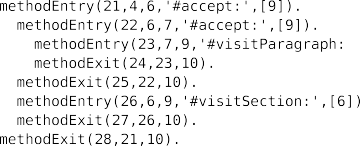 methodEntry(21,4,6,'#accept:',[9]).
methodEntry(22,6,7,'#accept:',[9]).
methodEntry(23,7,9,'#visitParagraph:
methodExit(24,23,10).
methodExit(25,22,10).
methodEntry(26,6,9,'#visitSection:',[6])
methodExit(27,26,10).
methodExit(28,21,10).